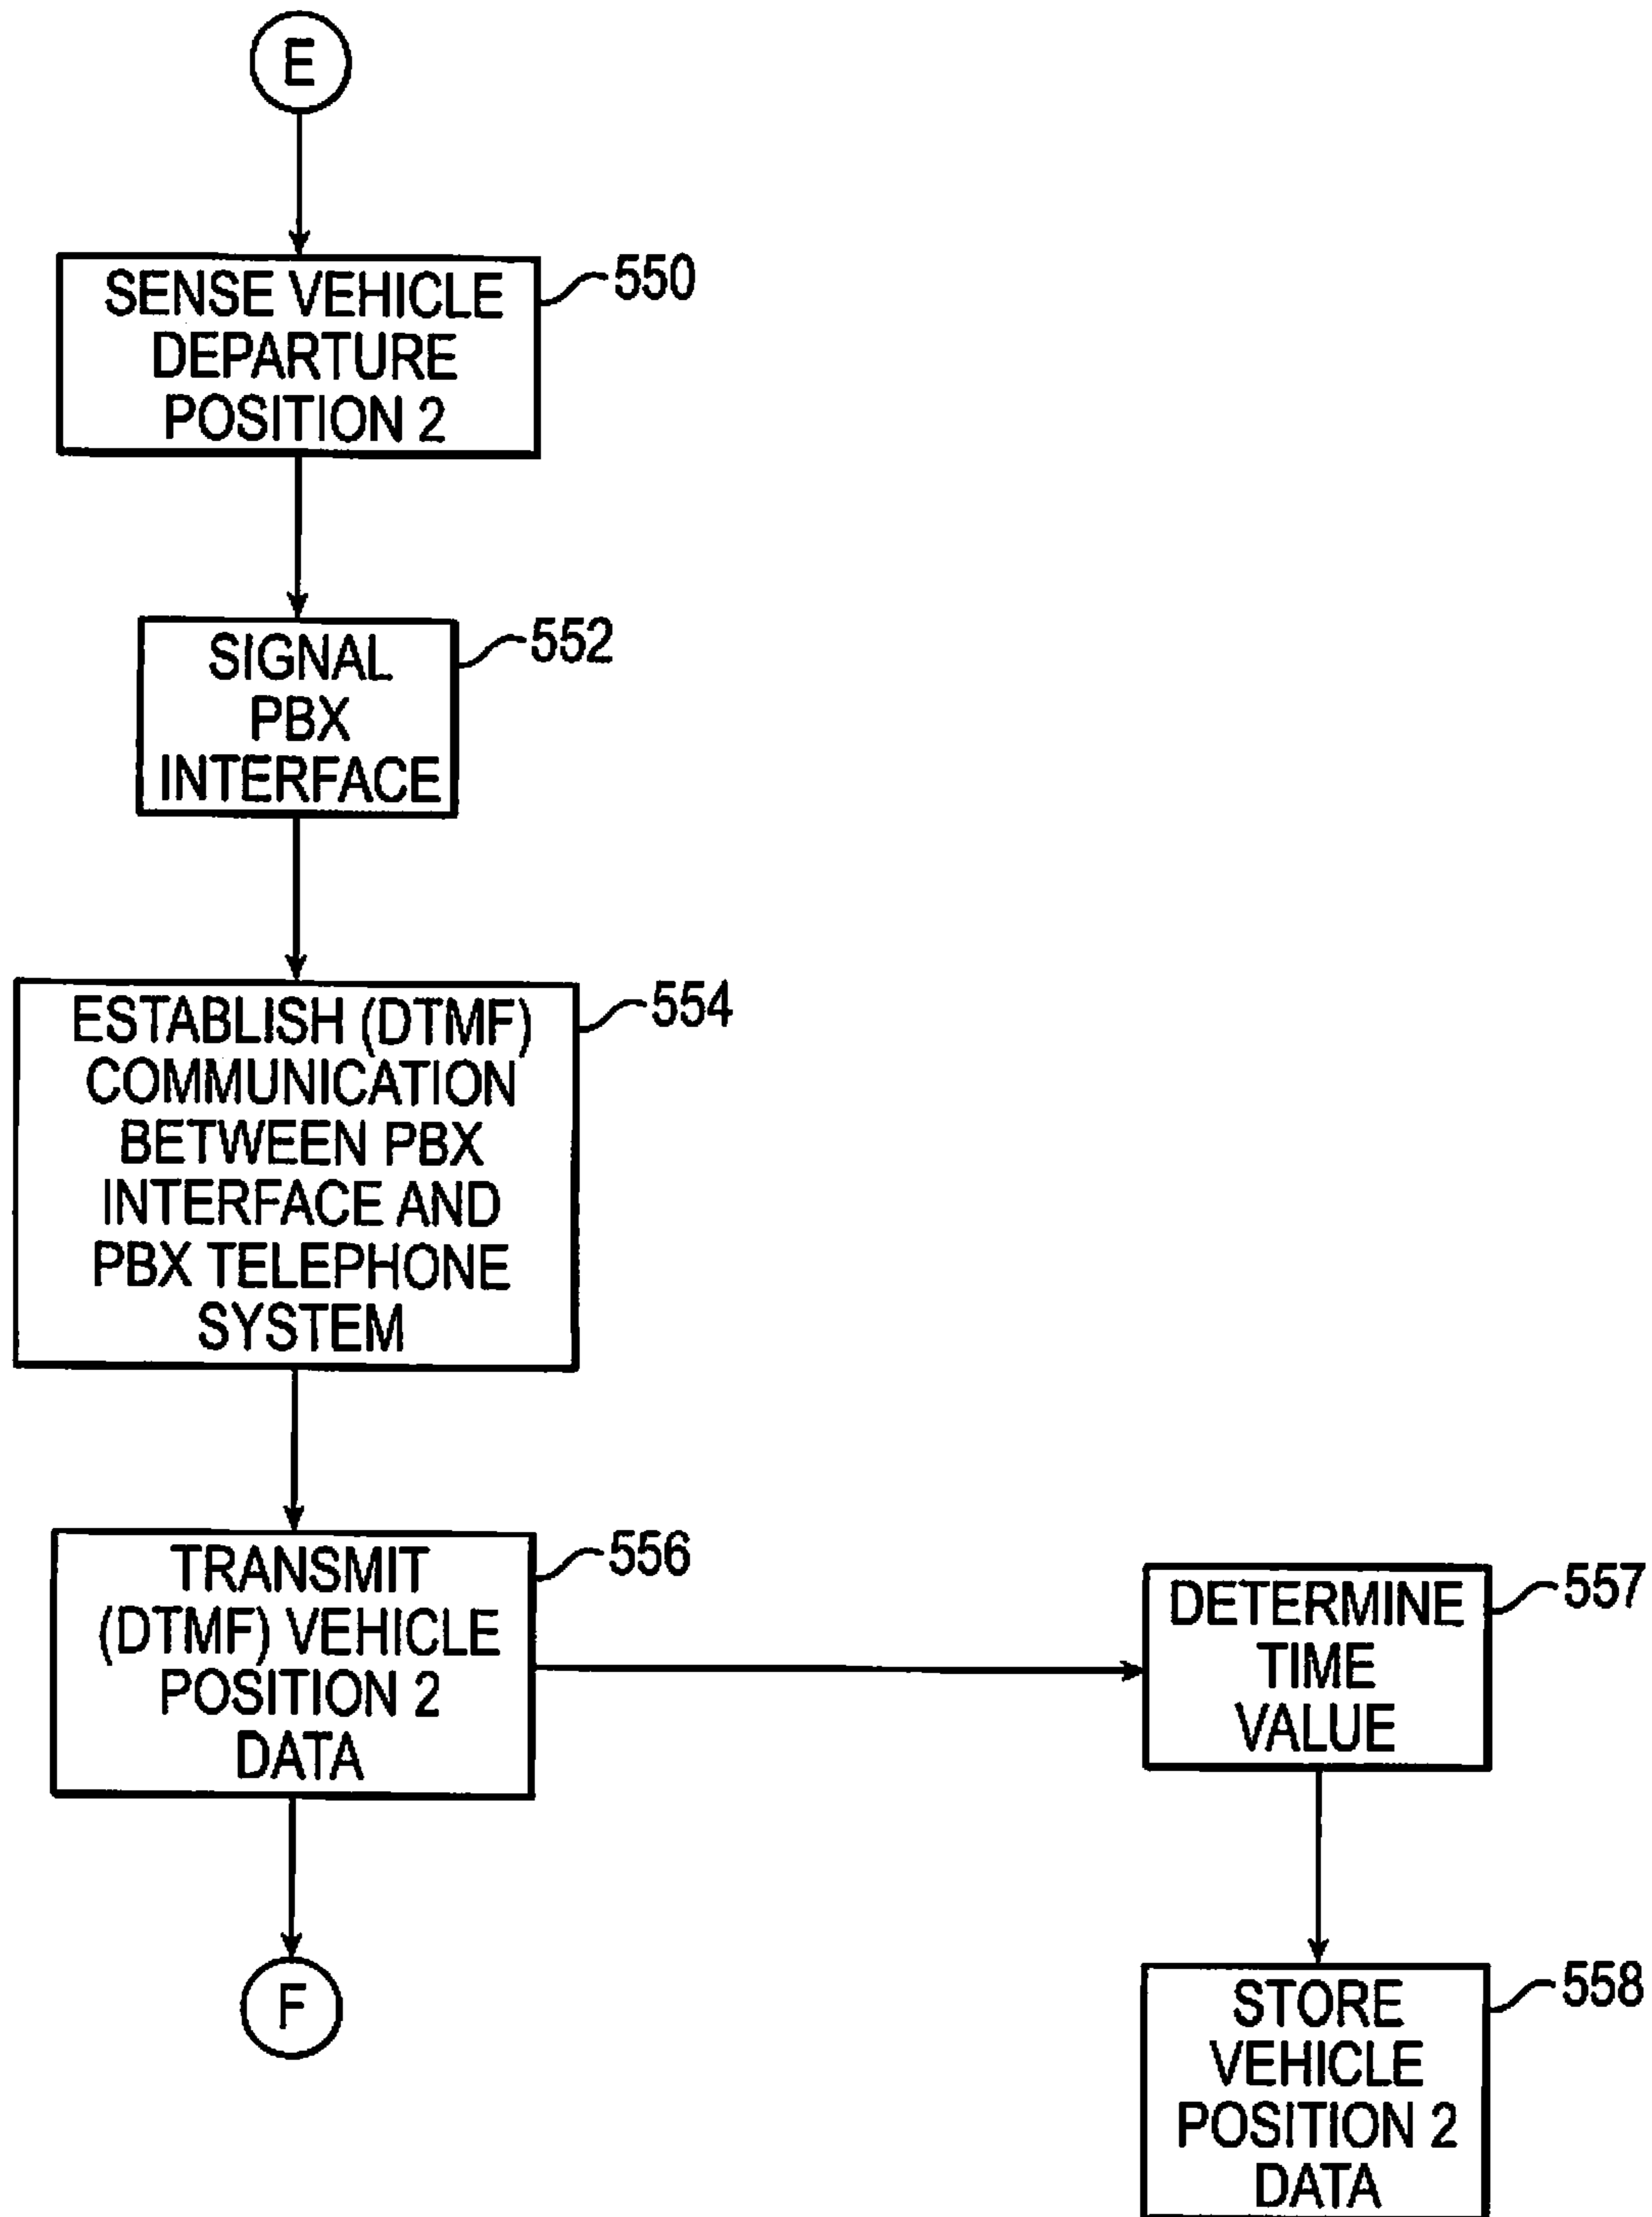 E
SENSE VEHICLE
DEPARTURE
POSITION 2
550
SIGNAL
PBX
INTERFACE
552
ESTABLISH (DTMF)
COMMUNICATION
BETWEEN PBX
INTERFACE AND
PBX TELEPHONE
SYSTEM
554
TRANSMIT
(DTMF) VEHICLE
POSITION 2
DATA
556
DETERMINE
TIME
VALUE
557
F
STORE
VEHICLE
POSITION 2
DATA
558